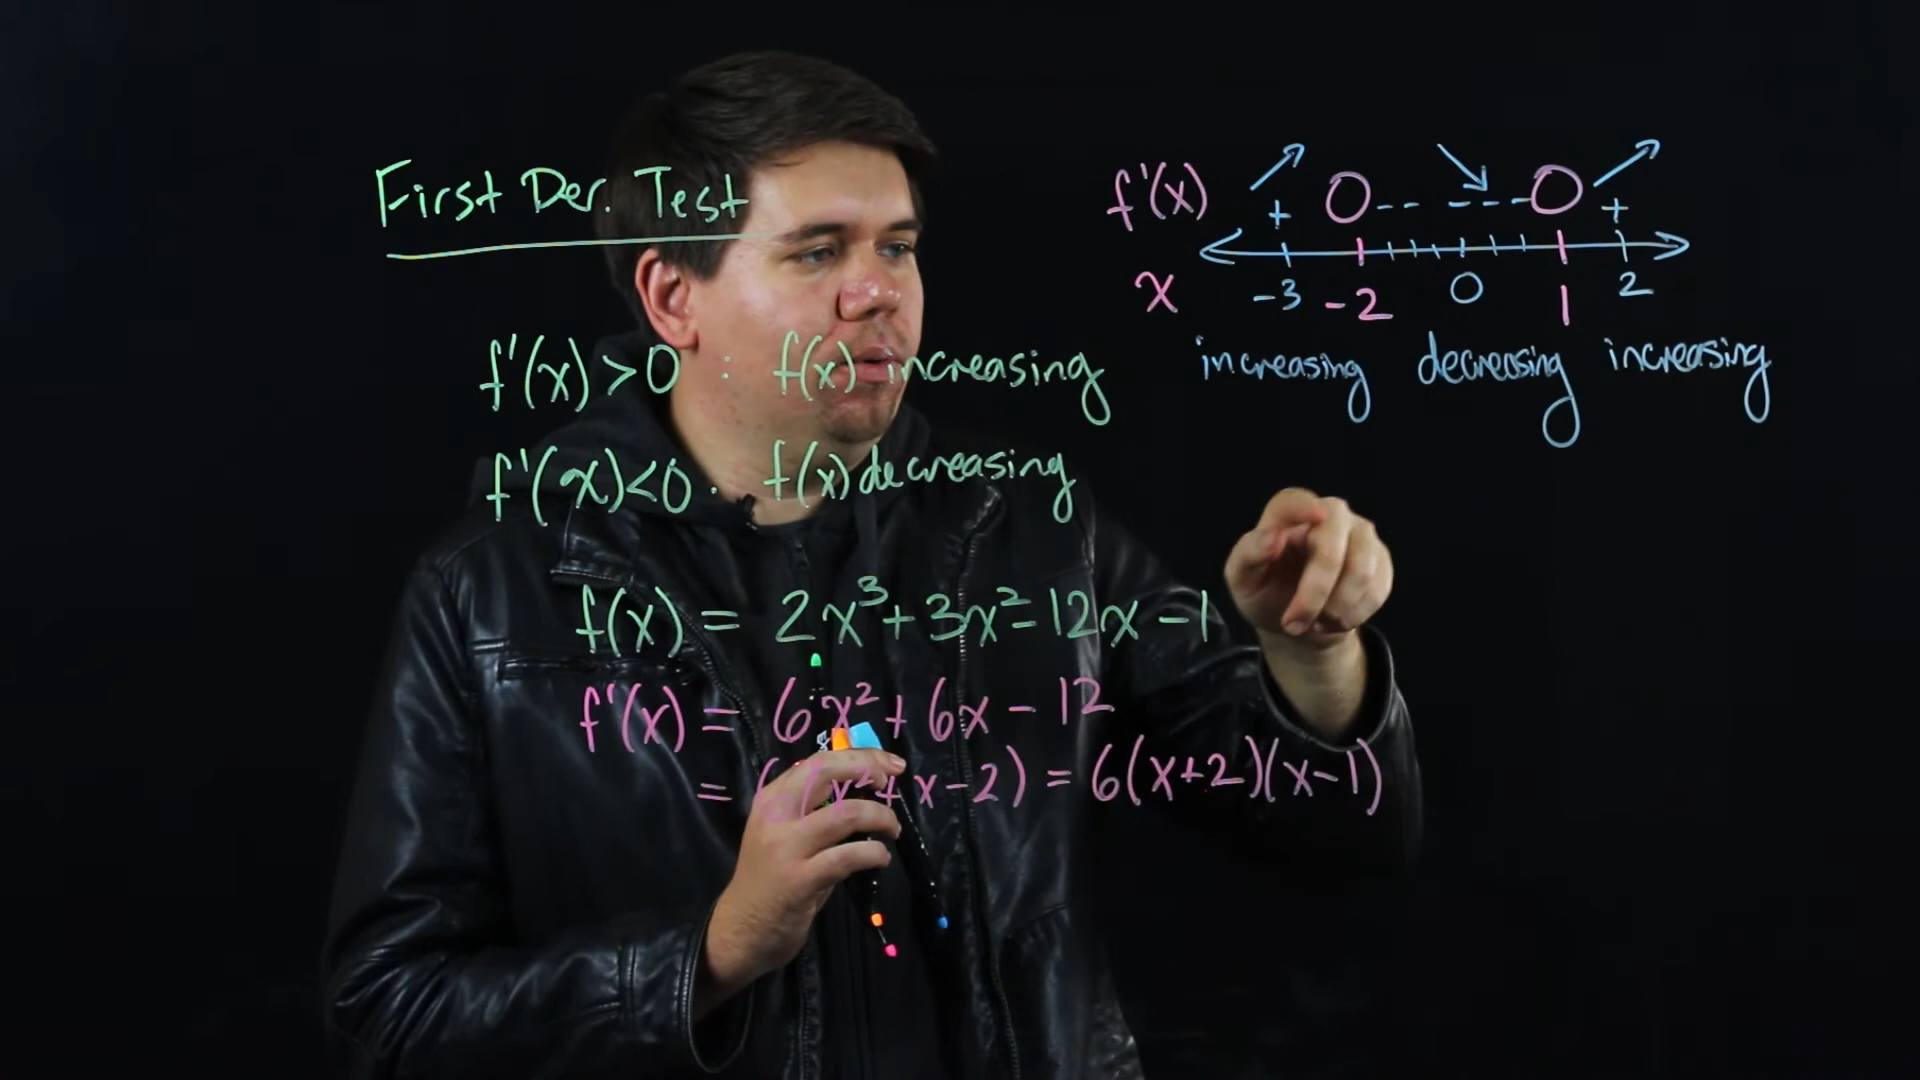 First Der. Test
f'(x) > 0 : f(x) increasing
f'(x) < 0 : f(x) decreasing
f(x) = 2x³ + 3x² - 12x - 1
f'(x) = 6x² + 6x - 12
= 6(x² + x - 2) = 6(x+2)(x-1)
f'(x) + 0 -- --- 0 +
x -3 -2 0 1 2
increasing decreasing increasing